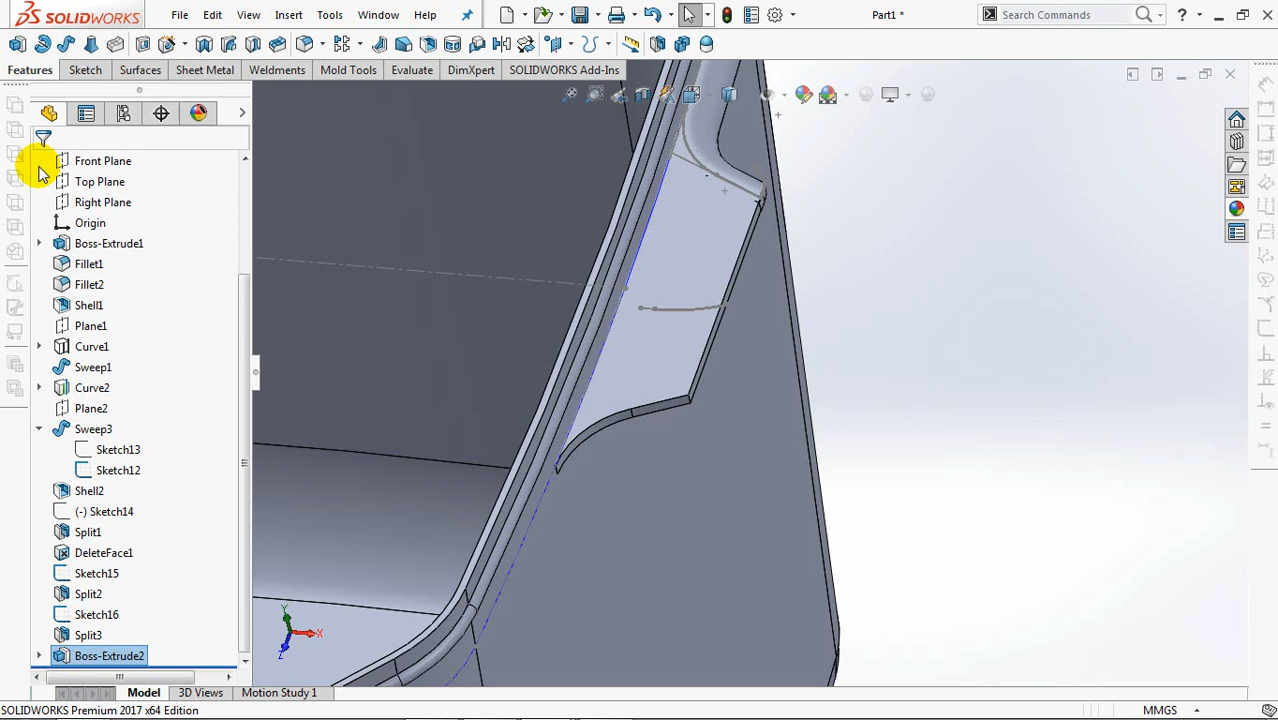 SOLIDWORKS File Edit View Insert Tools Window Help Part1 * Search Commands ?
Features Sketch Surfaces Sheet Metal Weldments Mold Tools Evaluate DimXpert SOLIDWORKS Add-Ins
Front Plane
Top Plane
Right Plane
Origin
Boss-Extrude1
Fillet1
Fillet2
Shell1
Plane1
Curve1
Sweep1
Curve2
Plane2
Sweep3
Sketch13
Sketch12
Shell2
(-) Sketch14
Split1
DeleteFace1
Sketch15
Split2
Sketch16
Split3
Boss-Extrude2
Y
X
Z
Model 3D Views Motion Study 1
SOLIDWORKS Premium 2017 x64 Edition MMGS